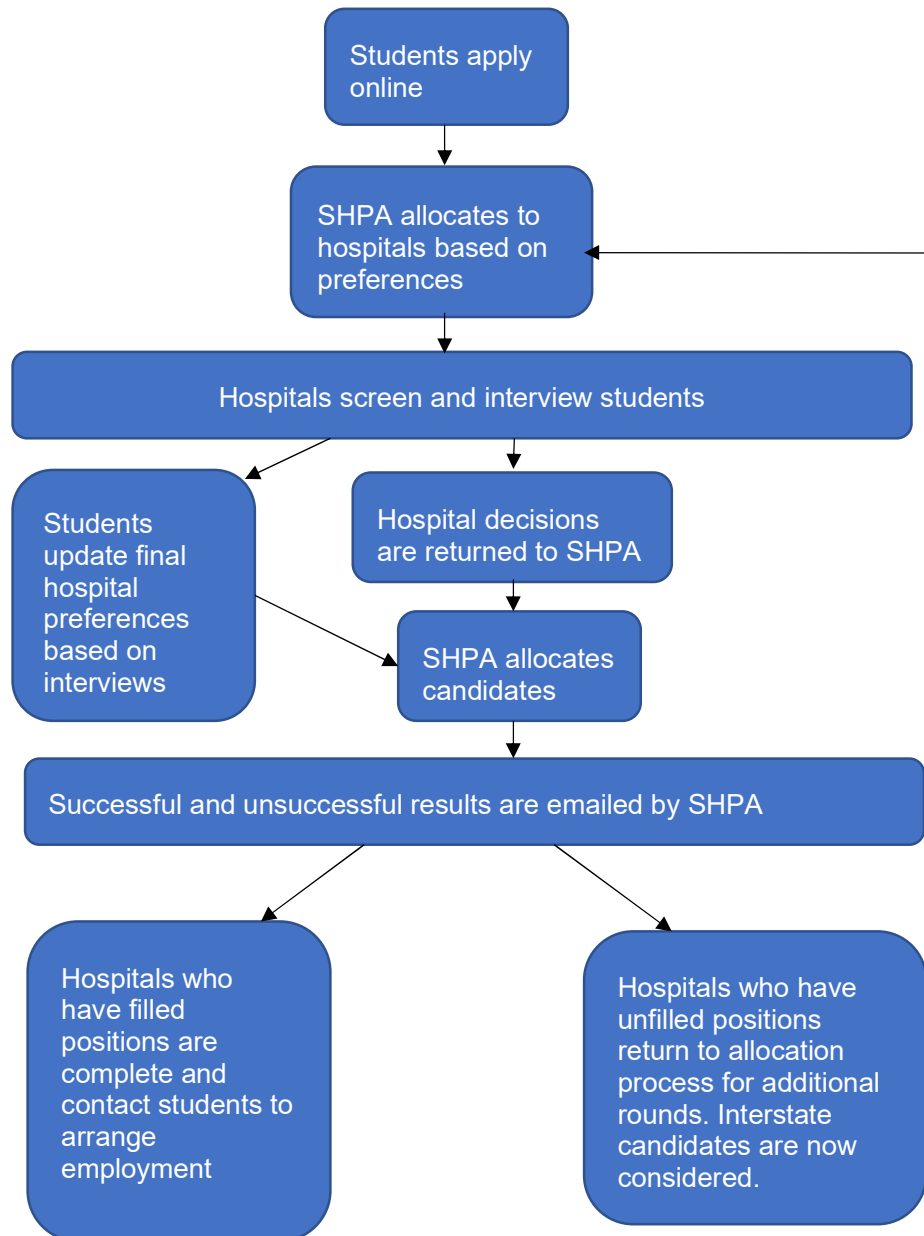 Students apply
online
SHPA allocates to
hospitals based on
preferences
Hospitals screen and interview students
Students
update final
hospital
preferences
based on
interviews
Hospital decisions
are returned to SHPA
SHPA allocates
candidates
Successful and unsuccessful results are emailed by SHPA
Hospitals who
have filled
positions are
complete and
contact students to
arrange
employment
Hospitals who have
unfilled positions
return to allocation
process for additional
rounds. Interstate
candidates are now
considered.